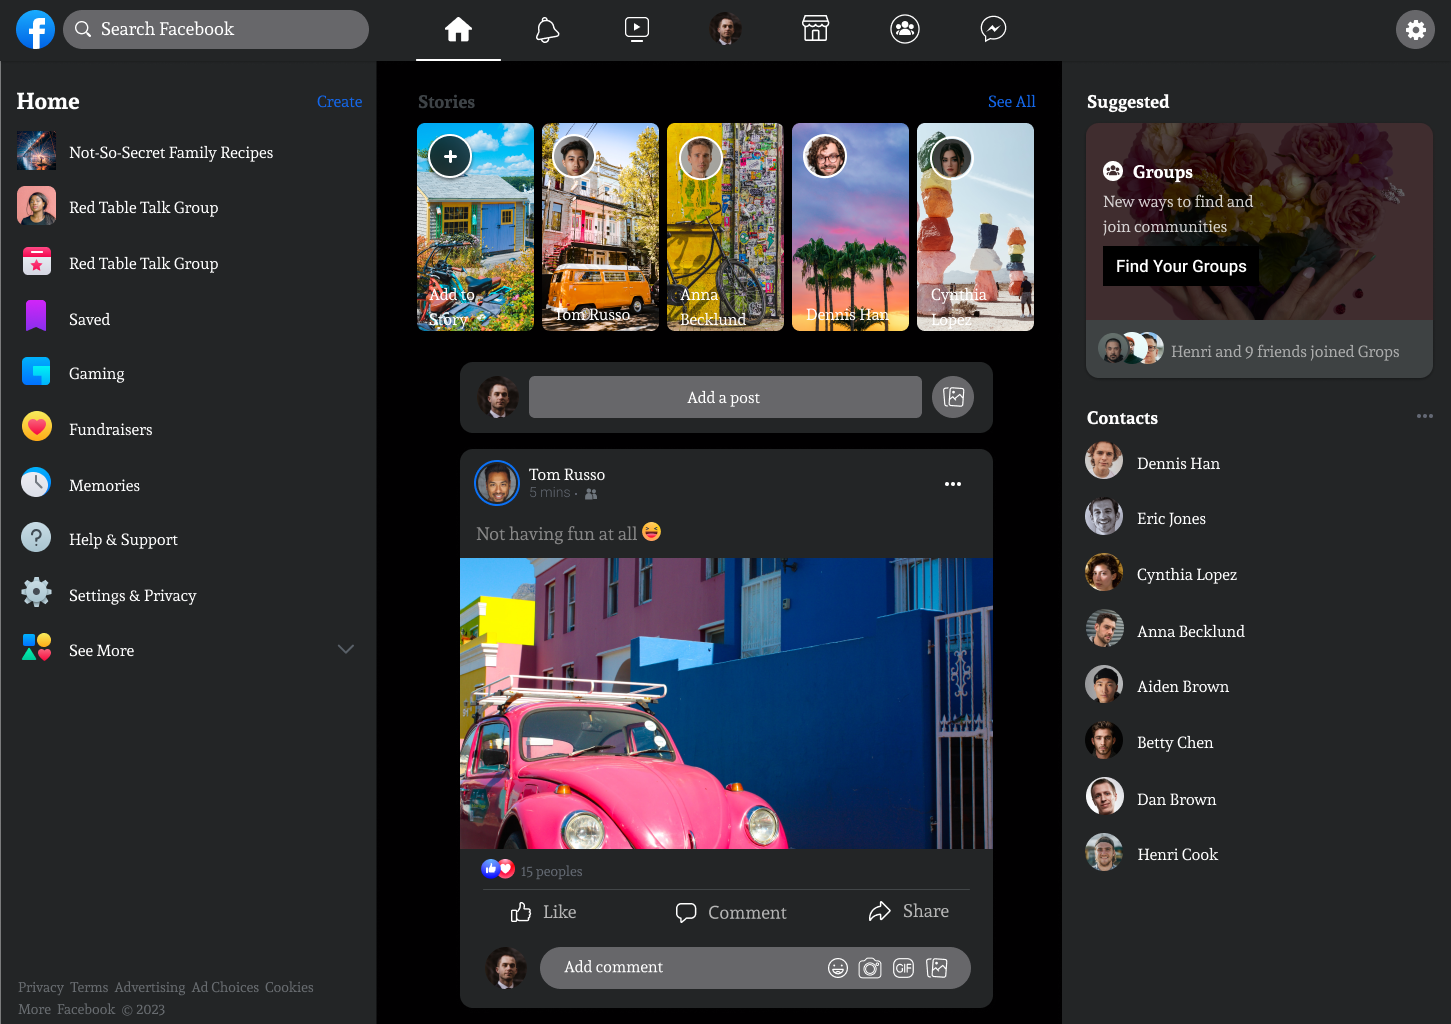 Search Facebook
Home
Create
Not-So-Secret Family Recipes
Red Table Talk Group
Red Table Talk Group
Saved
Gaming
Fundraisers
Memories
Help & Support
Settings & Privacy
See More
Privacy Terms Advertising Ad Choices Cookies
More Facebook © 2023
Stories
See All
Add to
Story
Tom Russo
Anna
Becklund
Dennis Han
Cynthia
Lopez
Add a post
Tom Russo
5 mins ·
Not having fun at all 😆
15 peoples
Like
Comment
Share
Add comment
GIF
Suggested
Groups
New ways to find and
join communities
Find Your Groups
Henri and 9 friends joined Grops
Contacts
Dennis Han
Eric Jones
Cynthia Lopez
Anna Becklund
Aiden Brown
Betty Chen
Dan Brown
Henri Cook